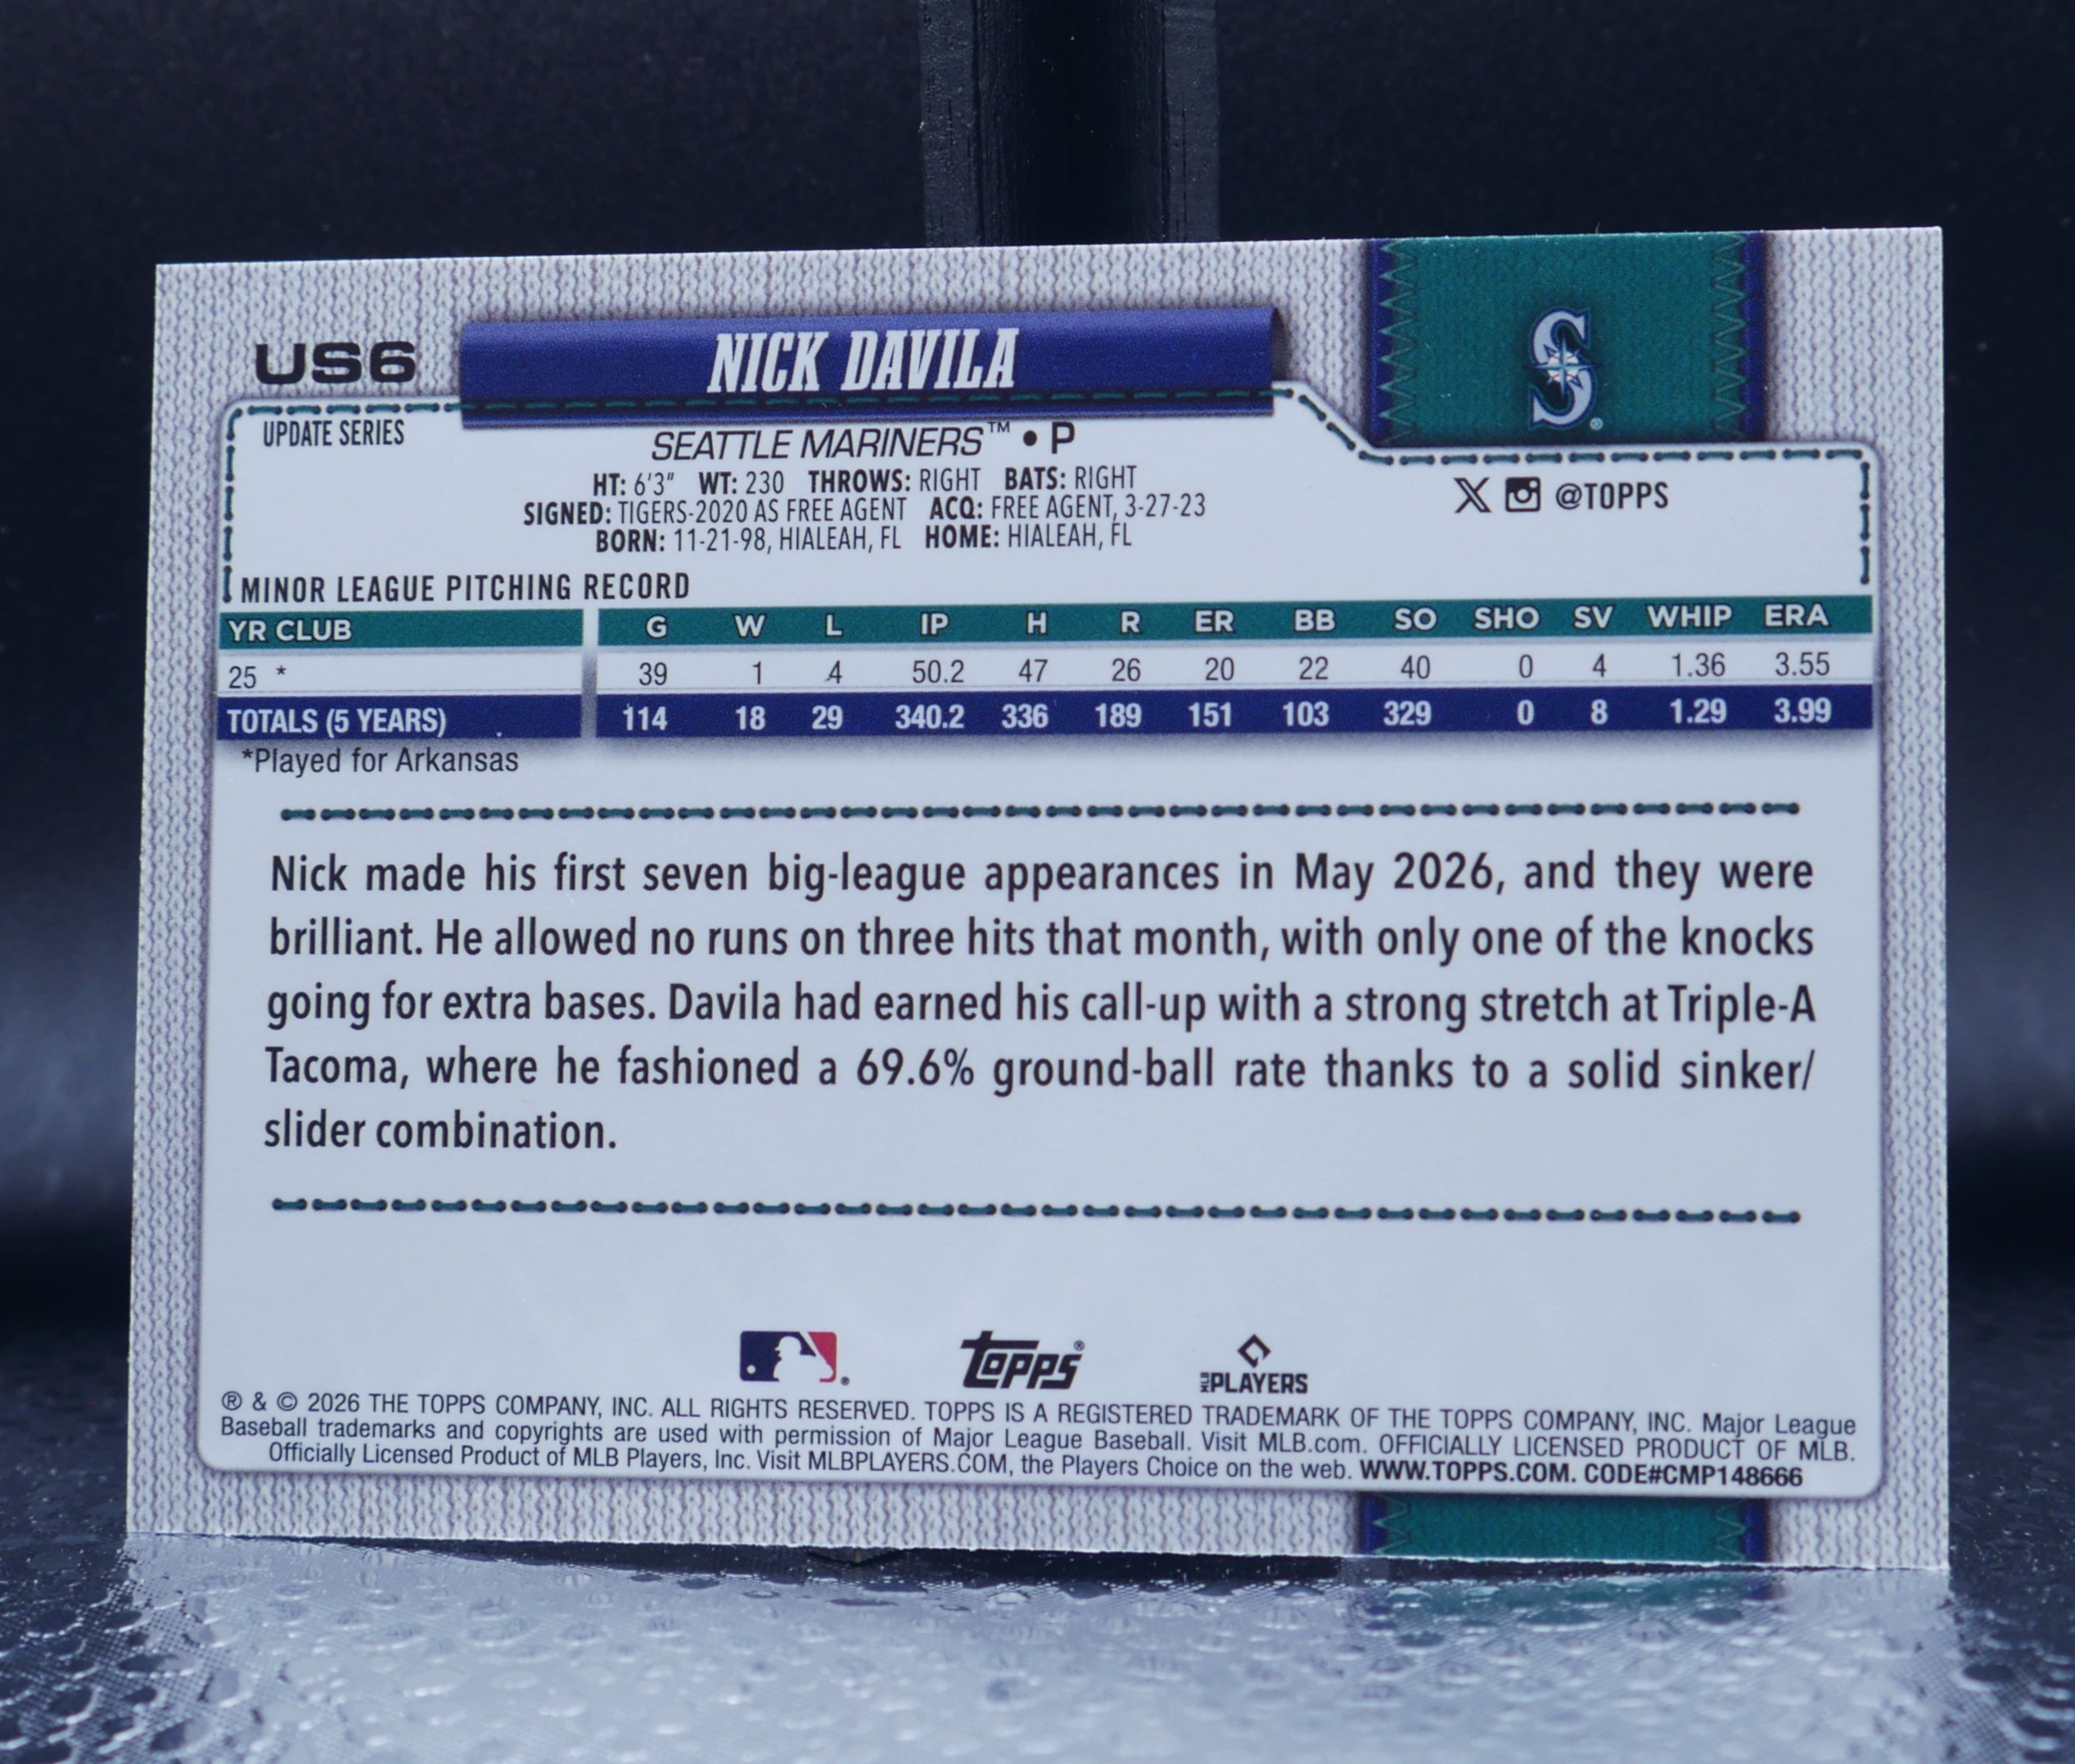 US6
NICK DAVILA
S®
UPDATE SERIES
SEATTLE MARINERS™ • P
HT: 6'3" WT: 230 THROWS: RIGHT BATS: RIGHT
SIGNED: TIGERS-2020 AS FREE AGENT ACQ: FREE AGENT, 3-27-23
BORN: 11-21-98, HIALEAH, FL HOME: HIALEAH, FL
X @TOPPS
MINOR LEAGUE PITCHING RECORD
YR CLUB G W L IP H R ER BB SO SHO SV WHIP ERA
25 * 39 1 4 50.2 47 26 20 22 40 0 4 1.36 3.55
TOTALS (5 YEARS) 114 18 29 340.2 336 189 151 103 329 0 8 1.29 3.99
*Played for Arkansas
Nick made his first seven big-league appearances in May 2026, and they were
brilliant. He allowed no runs on three hits that month, with only one of the knocks
going for extra bases. Davila had earned his call-up with a strong stretch at Triple-A
Tacoma, where he fashioned a 69.6% ground-ball rate thanks to a solid sinker/
slider combination.
topps®
MLB PLAYERS
® & © 2026 THE TOPPS COMPANY, INC. ALL RIGHTS RESERVED. TOPPS IS A REGISTERED TRADEMARK OF THE TOPPS COMPANY, INC. Major League
Baseball trademarks and copyrights are used with permission of Major League Baseball. Visit MLB.com. OFFICIALLY LICENSED PRODUCT OF MLB.
Officially Licensed Product of MLB Players, Inc. Visit MLBPLAYERS.COM, the Players Choice on the web. WWW.TOPPS.COM. CODE#CMP148666